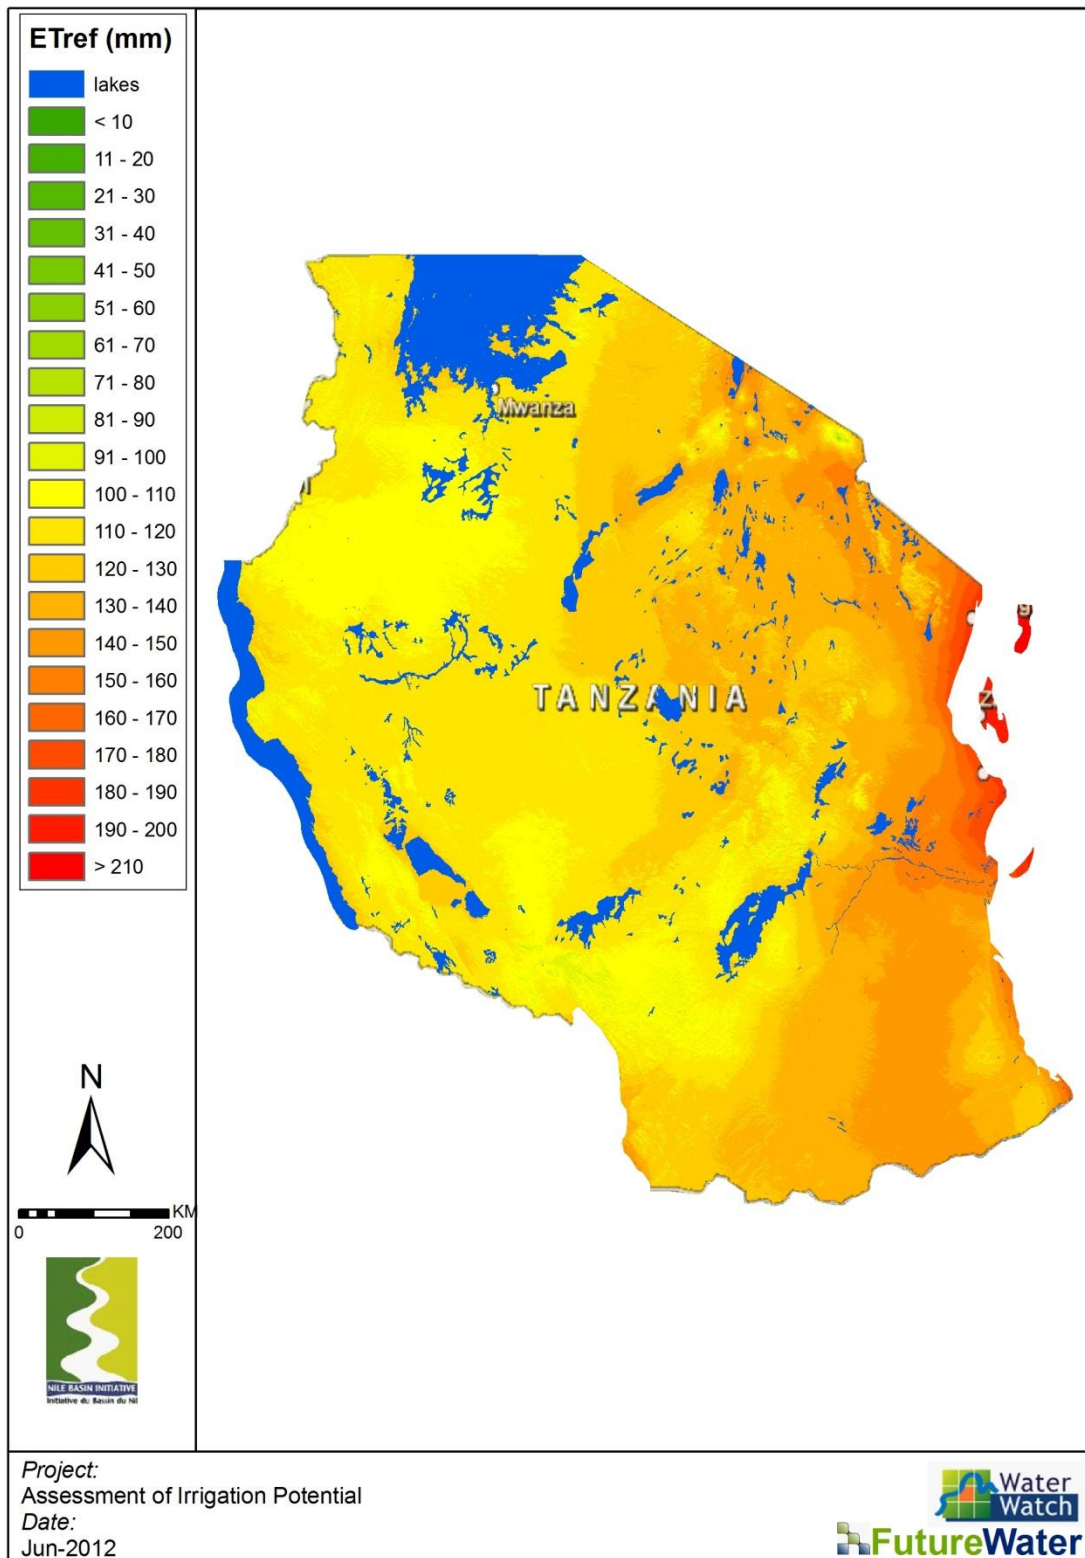 ETref (mm)
lakes
< 10
11 - 20
21 - 30
31 - 40
41 - 50
51 - 60
61 - 70
71 - 80
81 - 90
91 - 100
100 - 110
110 - 120
120 - 130
130 - 140
140 - 150
150 - 160
160 - 170
170 - 180
180 - 190
190 - 200
> 210
Mwanza
TANZANIA
Z
N
KM
0 200
NILE BASIN INITIATIVE
Initiative du Bassin du Nil
Project:
Assessment of Irrigation Potential
Date:
Jun-2012
Water
Watch
FutureWater